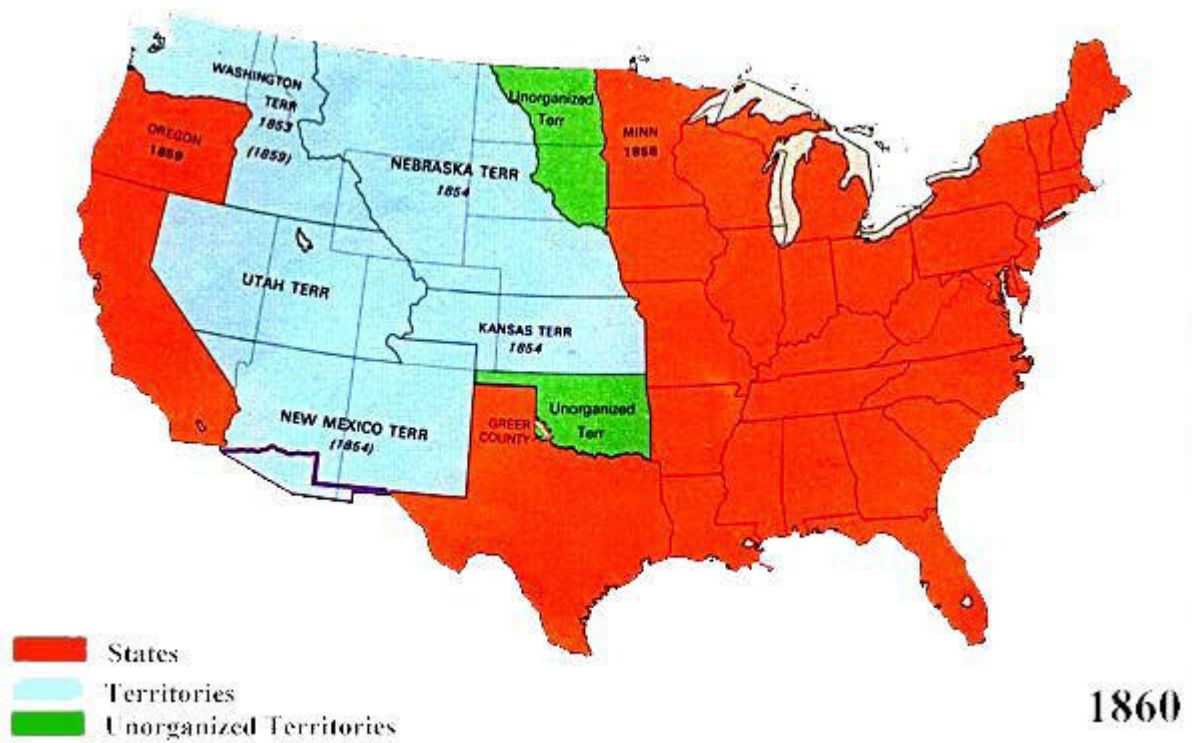 WASHINGTON
TERR
1853
(1859)
OREGON
1859
NEBRASKA TERR
1854
Unorganized
Terr
MINN
1858
UTAH TERR
KANSAS TERR
1854
NEW MEXICO TERR
(1854)
GREER
COUNTY
Unorganized
Terr
States
Territories
Unorganized Territories
1860